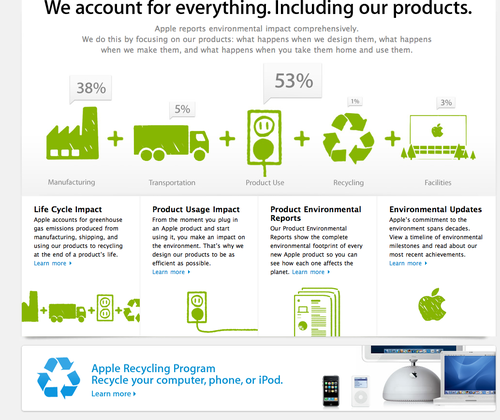 We account for everything. Including our products.
Apple reports environmental impact comprehensively.
We do this by focusing on our products: what happens when we design them, what happens
when we make them, and what happens when you take them home and use them.
38%
5%
53%
1%
3%
Manufacturing
Transportation
Product Use
Recycling
Facilities
Life Cycle Impact
Apple accounts for greenhouse
gas emissions produced from
manufacturing, shipping, and
using our products to recycling
at the end of a product's life.
Learn more
Product Usage Impact
From the moment you plug in
an Apple product and start
using it, you make an impact on
the environment. That's why we
design our products to be as
efficient as possible.
Learn more
Product Environmental
Reports
Our Product Environmental
Reports show the complete
environmental footprint of every
new Apple product so you can
see how each one affects the
planet. Learn more
Environmental Updates
Apple's commitment to the
environment spans decades.
View a timeline of environmental
milestones and read about our
most recent achievements.
Learn more
Apple Recycling Program
Recycle your computer, phone, or iPod.
Learn more